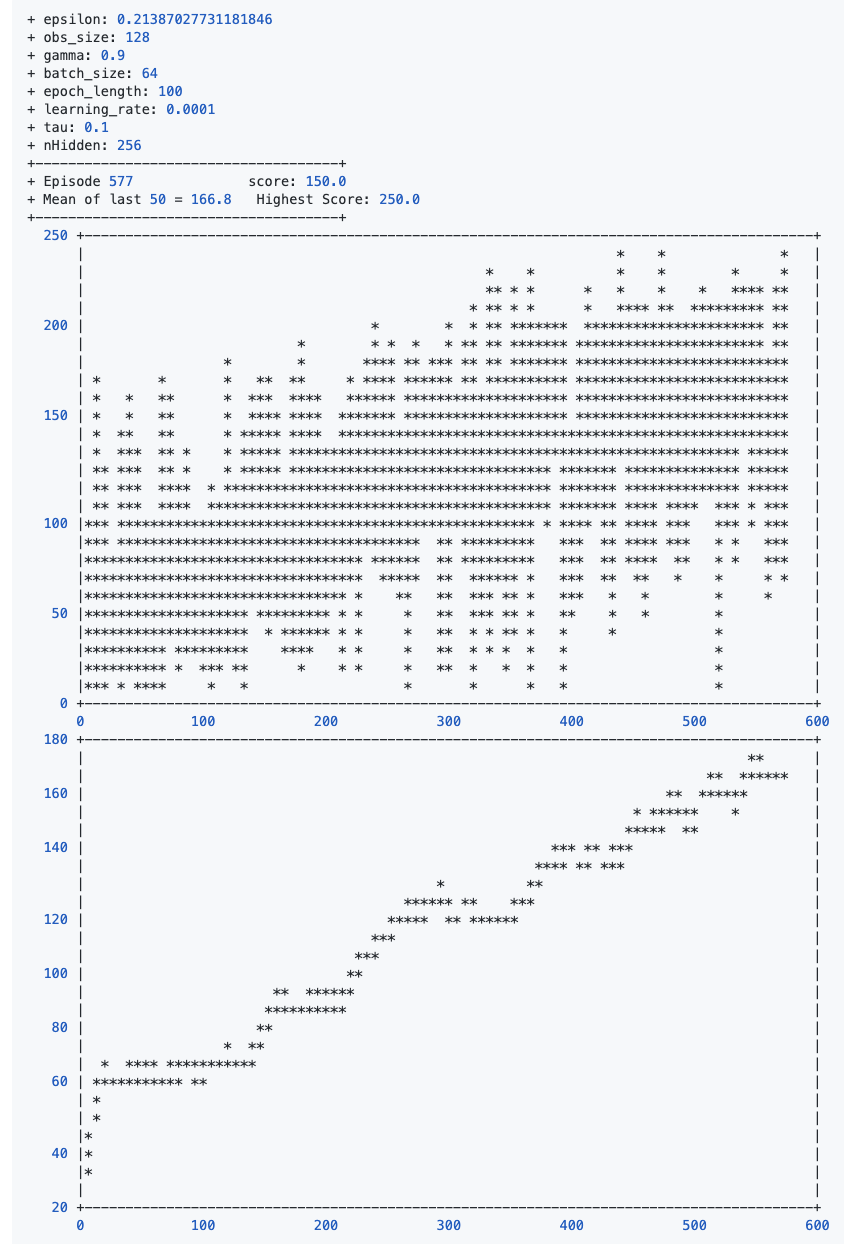 + epsilon: 0.21387027731181846
+ obs_size: 128
+ gamma: 0.9
+ batch_size: 64
+ epoch_length: 100
+ learning_rate: 0.0001
+ tau: 0.1
+ nHidden: 256
+ Episode 577 score: 150.0
+ Mean of last 50 = 166.8 Highest Score: 250.0
250
200
150
100
50
0
0 100 200 300 400 500 600
180
160
140
120
100
80
60
40
20
0 100 200 300 400 500 600